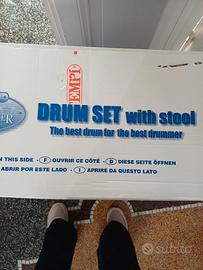 DRUM SET with stool
The best drum for the best drummer
N THIS SIDE - F OUVRIR CE CÔTÉ - D DIESE SEITE ÖFFNEN
ABRIR POR ESTE LADO - I APRIRE DA QUESTO LATO
subito